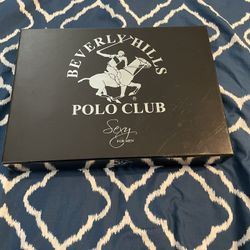 BEVERLY HILLS
®
POLO CLUB
Sexy
FOR MEN